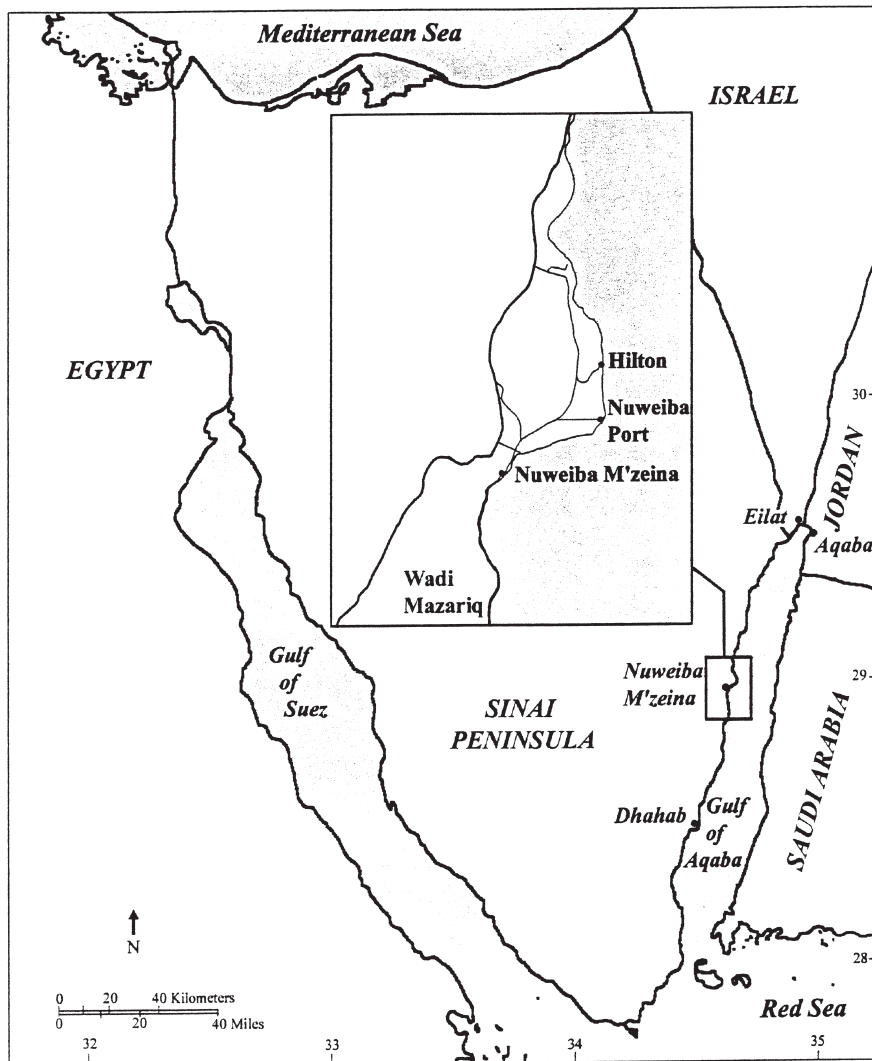 Mediterranean Sea
ISRAEL
EGYPT
Hilton
Nuweiba
Port
Nuweiba M'zeina
Wadi
Mazariq
30
JORDAN
Eilat
Aqaba
Nuweiba
M'zeina
29
Gulf
of
Suez
SINAI
PENINSULA
SAUDI ARABIA
Dhahab
Gulf
of
Aqaba
N
28
0 20 40 Kilometers
0 20 40 Miles
Red Sea
32 33 34 35